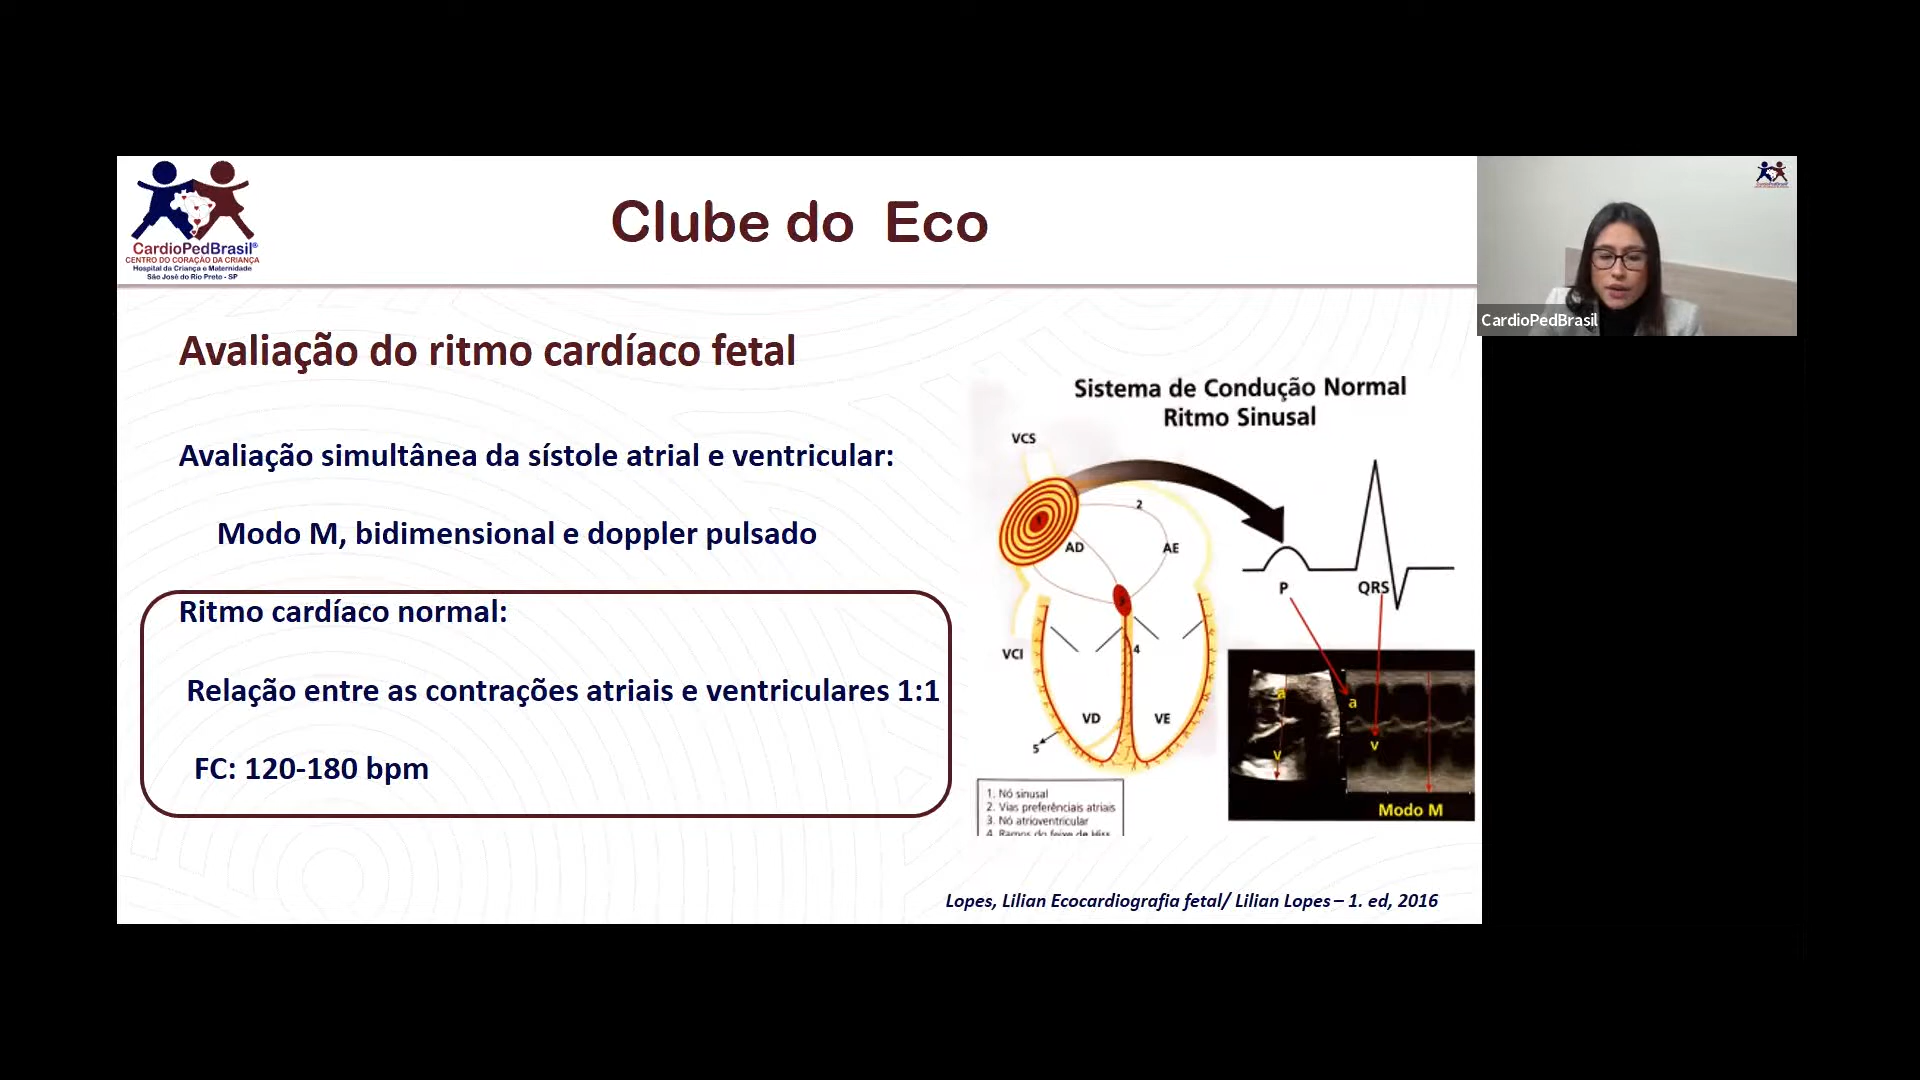 CardioPedBrasil®
CENTRO DO CORAÇÃO DA CRIANÇA
Hospital da Criança e Maternidade
São José do Rio Preto - SP
Clube do Eco
CardioPedBrasil
Avaliação do ritmo cardíaco fetal
Avaliação simultânea da sístole atrial e ventricular:
Modo M, bidimensional e doppler pulsado
Ritmo cardíaco normal:
Relação entre as contrações atriais e ventriculares 1:1
FC: 120-180 bpm
Sistema de Condução Normal
Ritmo Sinusal
VCS
1
2
AD
AE
VCI
4
VD
VE
5
P
QRS
a
v
a
v
Modo M
1. Nó sinusal
2. Vias preferênciais atriais
3. Nó atrioventricular
4. Ramos do feixe de Hiss
Lopes, Lilian Ecocardiografia fetal/ Lilian Lopes – 1. ed, 2016